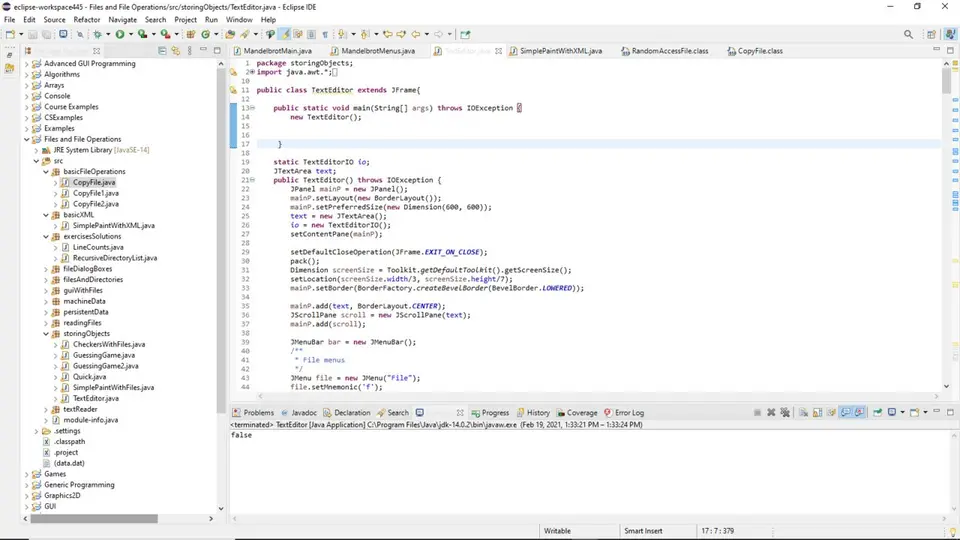 eclipse-workspace445 - Files and File Operations/src/storingObjects/TextEditor.java - Eclipse IDE
File Edit Source Refactor Navigate Search Project Run Window Help
MandelbrotMain.java MandelbrotMenus.java TextEditor.java SimplePaintWithXML.java RandomAccessFile.class CopyFile.class
Advanced GUI Programming
Algorithms
Arrays
Console
Course Examples
CSExamples
Examples
Files and File Operations
JRE System Library [JavaSE-14]
src
basicFileOperations
CopyFile.java
CopyFile1.java
CopyFile2.java
basicXML
SimplePaintWithXML.java
exercisesSolutions
LineCounts.java
RecursiveDirectoryList.java
fileDialogBoxes
filesAndDirectories
guiWithFiles
machineData
persistentData
readingFiles
storingObjects
CheckersWithFiles.java
GuessingGame.java
GuessingGame2.java
Quick.java
SimplePaintWithFiles.java
TextEditor.java
textReader
module-info.java
.settings
.classpath
.project
(data.dat)
Games
Generic Programming
Graphics2D
GUI
1 package storingObjects;
2 import java.awt.*;
10
11 public class TextEditor extends JFrame{
12
13 public static void main(String[] args) throws IOException {
14 new TextEditor();
15
16
17 }
18
19 static TextEditorIO io;
20 JTextArea text;
21 public TextEditor() throws IOException {
22 JPanel mainP = new JPanel();
23 mainP.setLayout(new BorderLayout());
24 mainP.setPreferredSize(new Dimension(600, 600));
25 text = new JTextArea();
26 io = new TextEditorIO();
27 setContentPane(mainP);
28
29 setDefaultCloseOperation(JFrame.EXIT_ON_CLOSE);
30 pack();
31 Dimension screenSize = Toolkit.getDefaultToolkit().getScreenSize();
32 setLocation(screenSize.width/3, screenSize.height/7);
33 mainP.setBorder(BorderFactory.createBevelBorder(BevelBorder.LOWERED));
34
35 mainP.add(text, BorderLayout.CENTER);
36 JScrollPane scroll = new JScrollPane(text);
37 mainP.add(scroll);
38
39 JMenuBar bar = new JMenuBar();
40 /**
41 * File menus
42 */
43 JMenu file = new JMenu("File");
44 file.setMnemonic('f');
Problems Javadoc Declaration Search Progress History Coverage Error Log
<terminated> TextEditor [Java Application] C:\Program Files\Java\jdk-14.0.2\bin\javaw.exe (Feb 19, 2021, 1:33:21 PM – 1:33:24 PM)
false
Writable Smart Insert 17 : 7 : 379